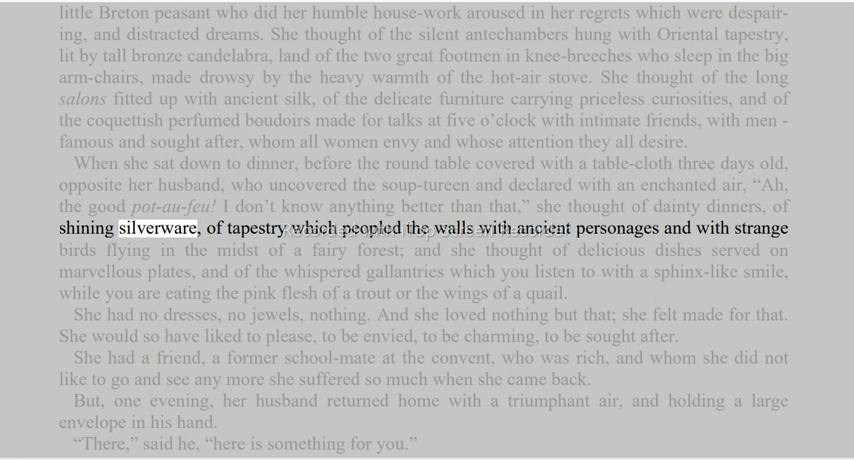 little Breton peasant who did her humble house-work aroused in her regrets which were despair-
ing, and distracted dreams. She thought of the silent antechambers hung with Oriental tapestry,
lit by tall bronze candelabra, land of the two great footmen in knee-breeches who sleep in the big
arm-chairs, made drowsy by the heavy warmth of the hot-air stove. She thought of the long
salons fitted up with ancient silk, of the delicate furniture carrying priceless curiosities, and of
the coquettish perfumed boudoirs made for talks at five o’clock with intimate friends, with men -
famous and sought after, whom all women envy and whose attention they all desire.
When she sat down to dinner, before the round table covered with a table-cloth three days old,
opposite her husband, who uncovered the soup-tureen and declared with an enchanted air, “Ah,
the good pot-au-feu! I don’t know anything better than that,” she thought of dainty dinners, of
shining silverware, of tapestry which peopled the walls with ancient personages and with strange
birds flying in the midst of a fairy forest; and she thought of delicious dishes served on
marvellous plates, and of the whispered gallantries which you listen to with a sphinx-like smile,
while you are eating the pink flesh of a trout or the wings of a quail.
She had no dresses, no jewels, nothing. And she loved nothing but that; she felt made for that.
She would so have liked to please, to be envied, to be charming, to be sought after.
She had a friend, a former school-mate at the convent, who was rich, and whom she did not
like to go and see any more she suffered so much when she came back.
But, one evening, her husband returned home with a triumphant air, and holding a large
envelope in his hand.
“There,” said he, “here is something for you.”